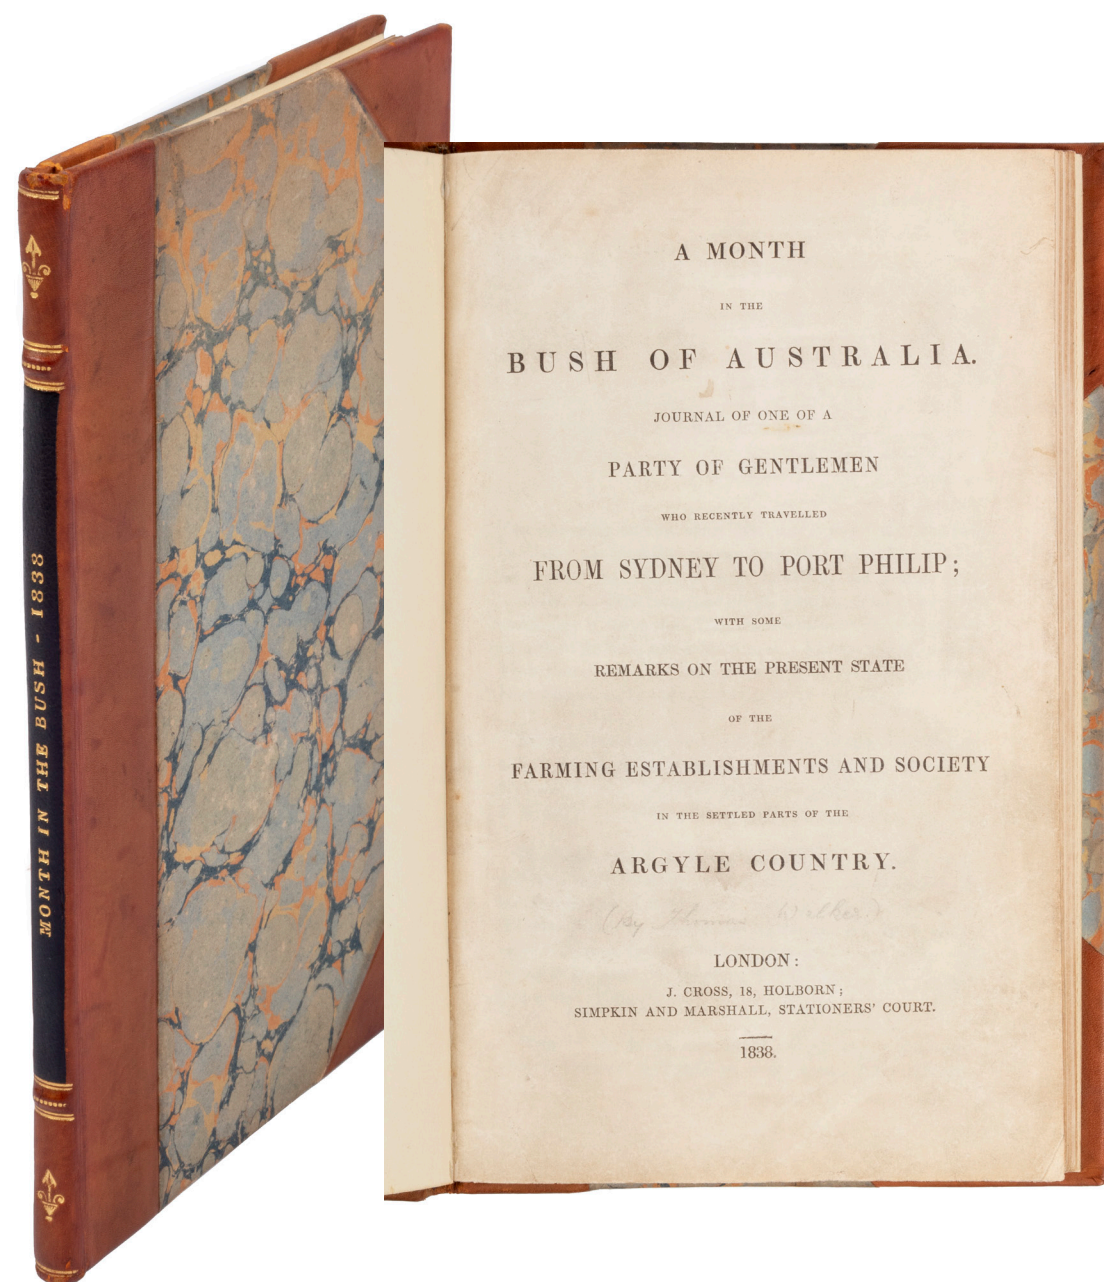 MONTH IN THE BUSH - 1838
A MONTH
IN THE
BUSH OF AUSTRALIA.
JOURNAL OF ONE OF A
PARTY OF GENTLEMEN
WHO RECENTLY TRAVELLED
FROM SYDNEY TO PORT PHILIP;
WITH SOME
REMARKS ON THE PRESENT STATE
OF THE
FARMING ESTABLISHMENTS AND SOCIETY
IN THE SETTLED PARTS OF THE
ARGYLE COUNTRY.
(By Thomas Walker)
LONDON:
J. CROSS, 18, HOLBORN;
SIMPKIN AND MARSHALL, STATIONERS' COURT.
1838.